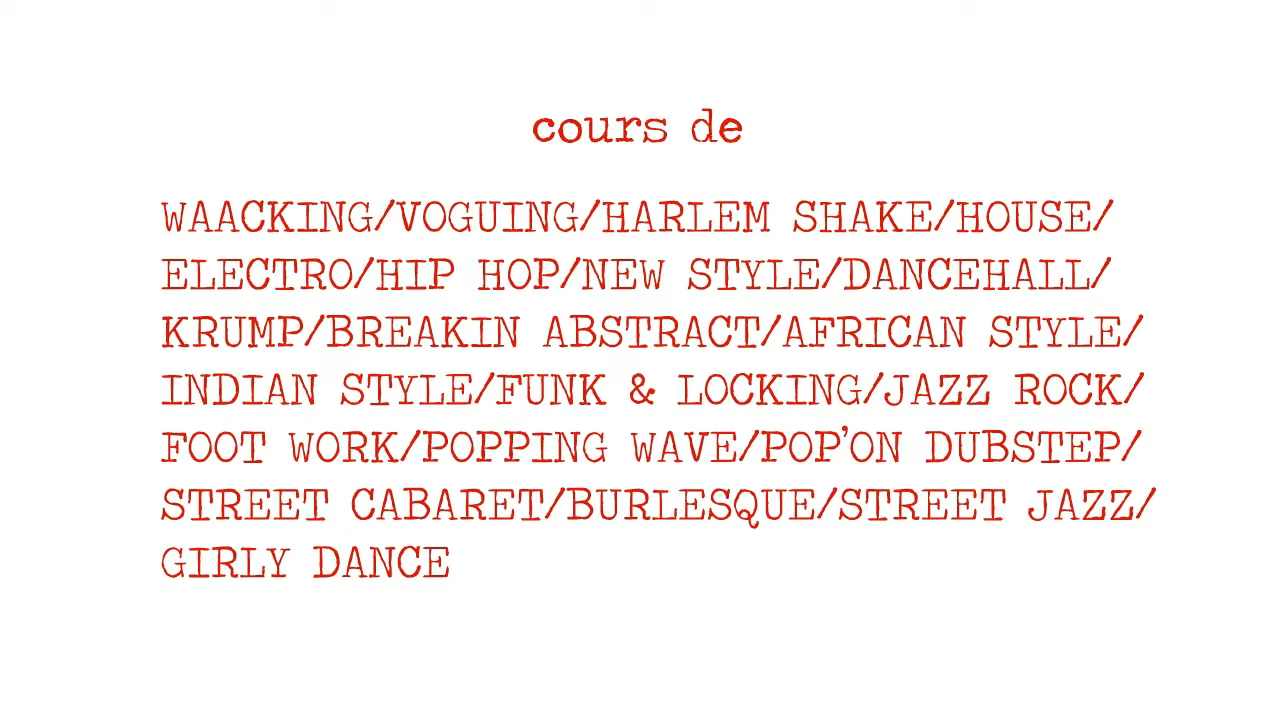 cours de
WAACKING/VOGUING/HARLEM SHAKE/HOUSE/
ELECTRO/HIP HOP/NEW STYLE/DANCEHALL/
KRUMP/BREAKIN ABSTRACT/AFRICAN STYLE/
INDIAN STYLE/FUNK & LOCKING/JAZZ ROCK/
FOOT WORK/POPPING WAVE/POP'ON DUBSTEP/
STREET CABARET/BURLESQUE/STREET JAZZ/
GIRLY DANCE